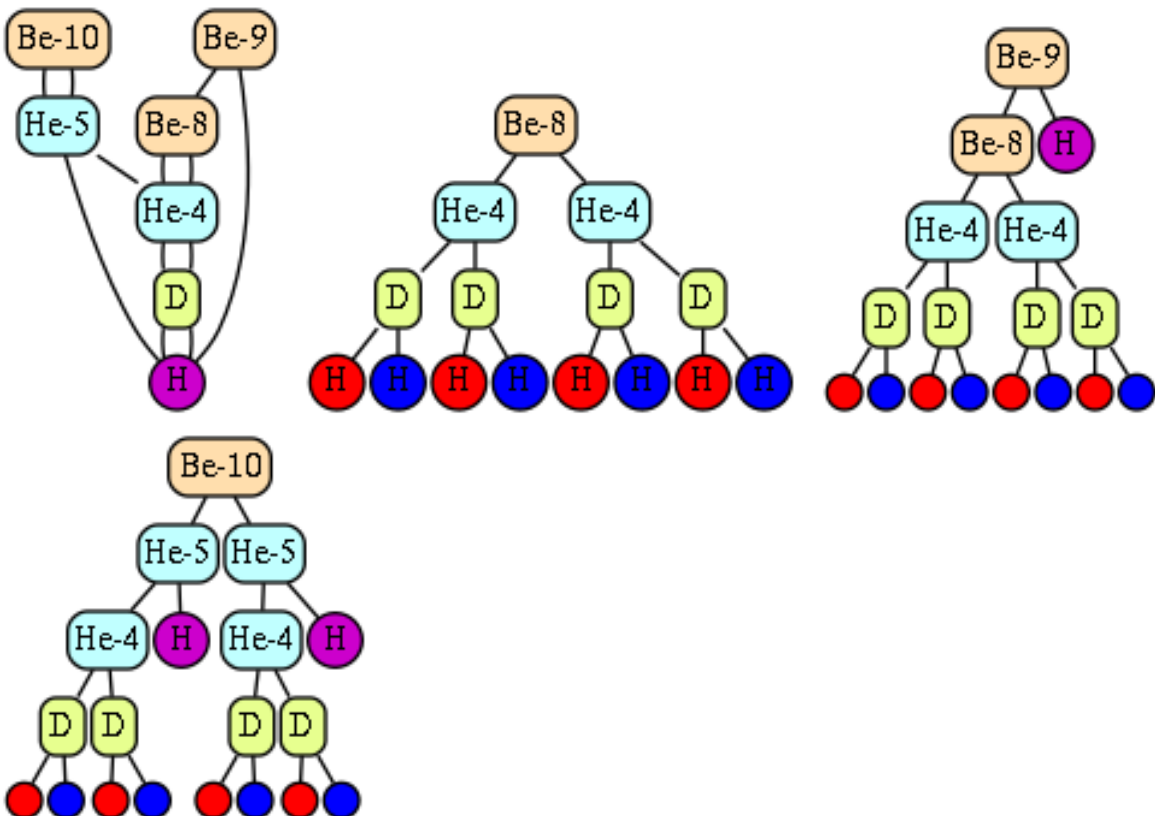 Be-10 Be-9
He-5 Be-8
He-4
D
H
Be-8
He-4 He-4
D D D D
H H H H H H H H
Be-9
Be-8 H
He-4 He-4
D D D D
Be-10
He-5 He-5
He-4 H He-4 H
D D D D